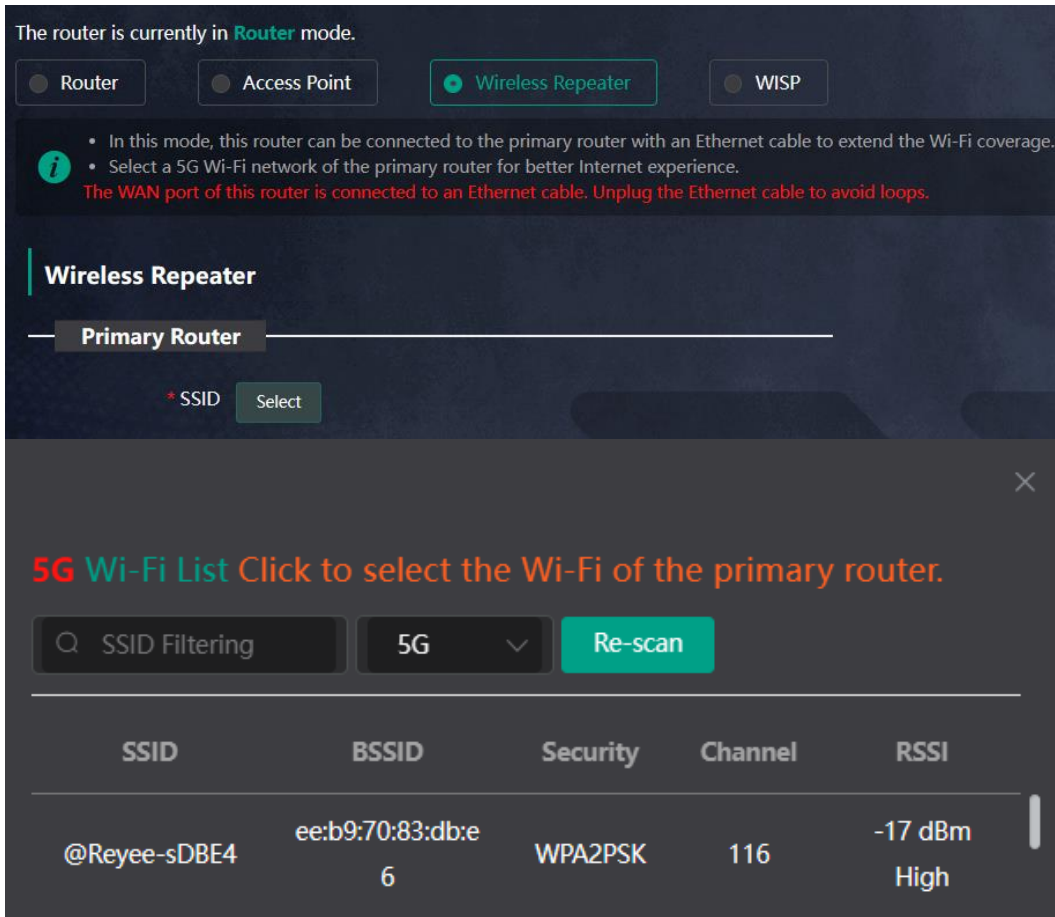 The router is currently in Router mode.
Router Access Point Wireless Repeater WISP
• In this mode, this router can be connected to the primary router with an Ethernet cable to extend the Wi-Fi coverage.
• Select a 5G Wi-Fi network of the primary router for better Internet experience.
The WAN port of this router is connected to an Ethernet cable. Unplug the Ethernet cable to avoid loops.
Wireless Repeater
Primary Router
* SSID Select
5G Wi-Fi List Click to select the Wi-Fi of the primary router.
SSID Filtering 5G Re-scan
SSID BSSID Security Channel RSSI
@Reyee-sDBE4 ee:b9:70:83:db:e WPA2PSK 116 -17 dBm
6 High